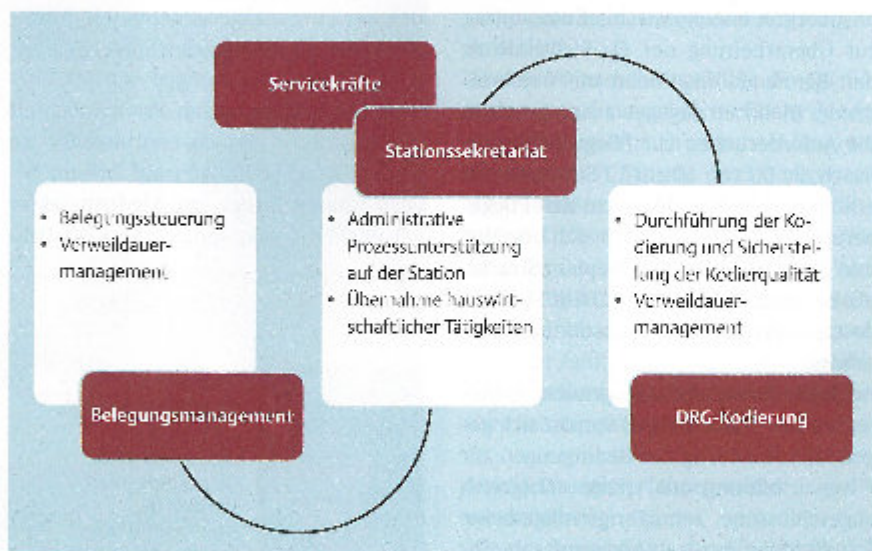 Servicekräfte
Stationssekretariat
• Belegungssteuerung
• Verweildauer-
management
• Administrative
Prozessunterstützung
auf der Station
• Übernahme hauswirt-
schaftlicher Tätigkeiten
• Durchführung der Ko-
dierung und Sicherstel-
lung der Kodierqualität
• Verweildauer-
management
Belegungsmanagement
DRG-Kodierung